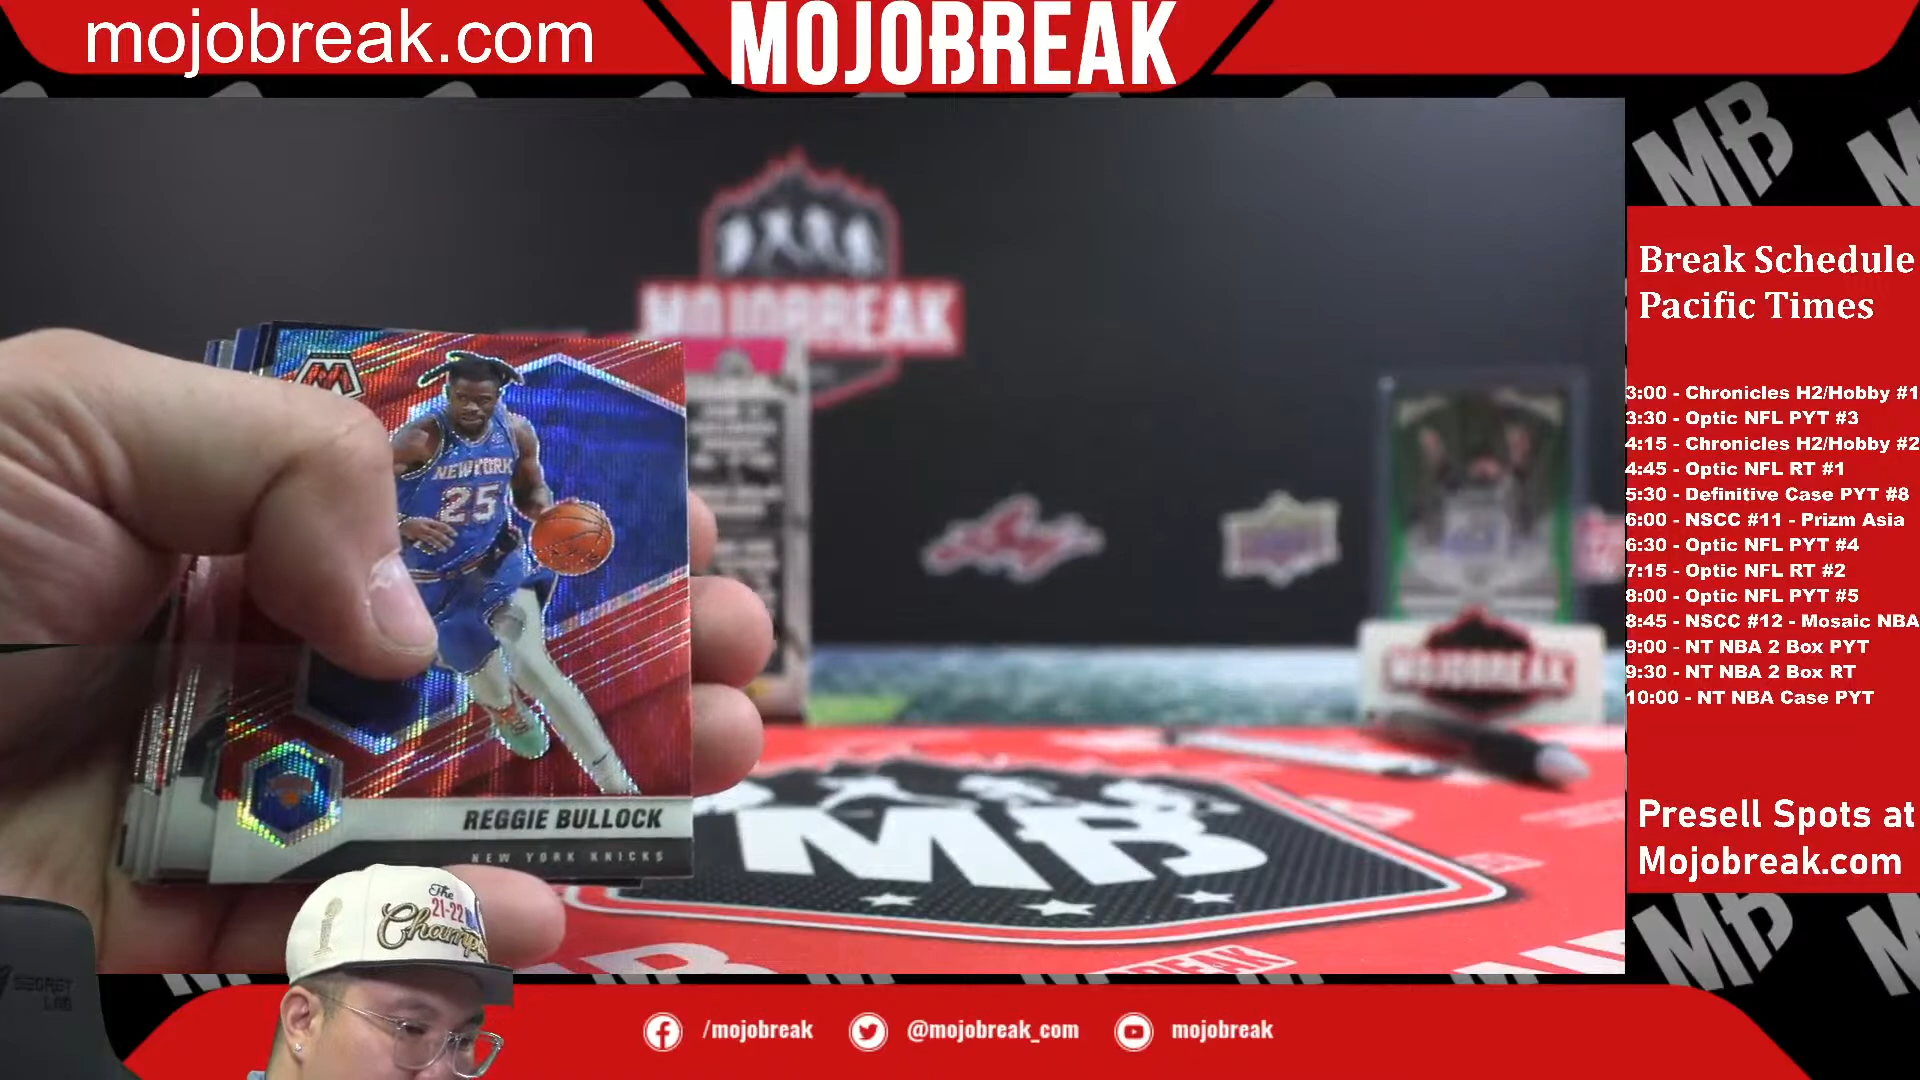 mojobreak.com
MOJOBREAK
MB
MOJOBREAK
Break Schedule
Pacific Times
3:00 - Chronicles H2/Hobby #1
3:30 - Optic NFL PYT #3
4:15 - Chronicles H2/Hobby #2
4:45 - Optic NFL RT #1
5:30 - Definitive Case PYT #8
6:00 - NSCC #11 - Prizm Asia
6:30 - Optic NFL PYT #4
7:15 - Optic NFL RT #2
8:00 - Optic NFL PYT #5
8:45 - NSCC #12 - Mosaic NBA
9:00 - NT NBA 2 Box PYT
9:30 - NT NBA 2 Box RT
10:00 - NT NBA Case PYT
NEW YORK
25
MOJOBREAK
REGGIE BULLOCK
NEW YORK KNICKS
MB
Presell Spots at
Mojobreak.com
The
21-22
MB
/mojobreak
@mojobreak_com
mojobreak